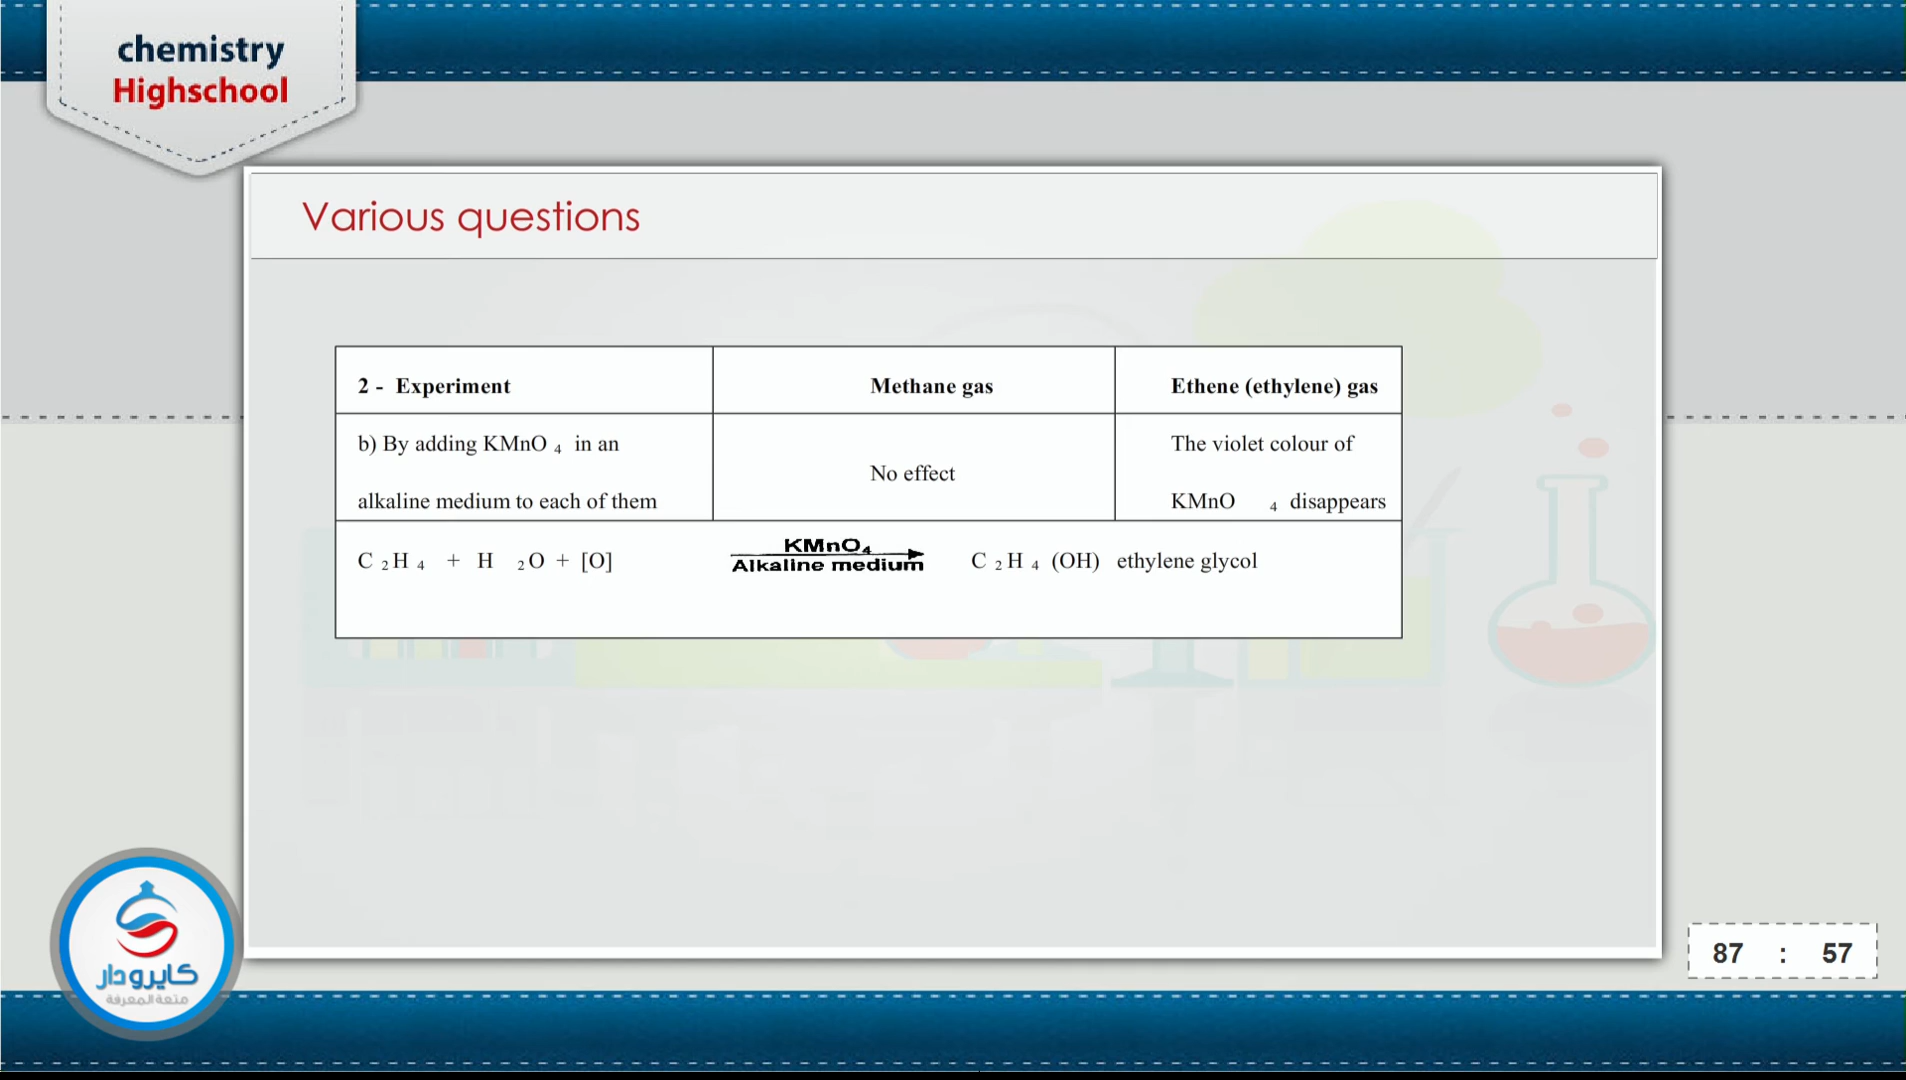 chemistry
Highschool
Various questions
2 - Experiment
Methane gas
Ethene (ethylene) gas
b) By adding KMnO 4 in an
alkaline medium to each of them
No effect
The violet colour of
KMnO 4 disappears
C 2 H 4 + H 2 O + [O]
KMnO4
Alkaline medium
C 2 H 4 (OH) ethylene glycol
كايرودار
متعة المعرفة
87 : 57